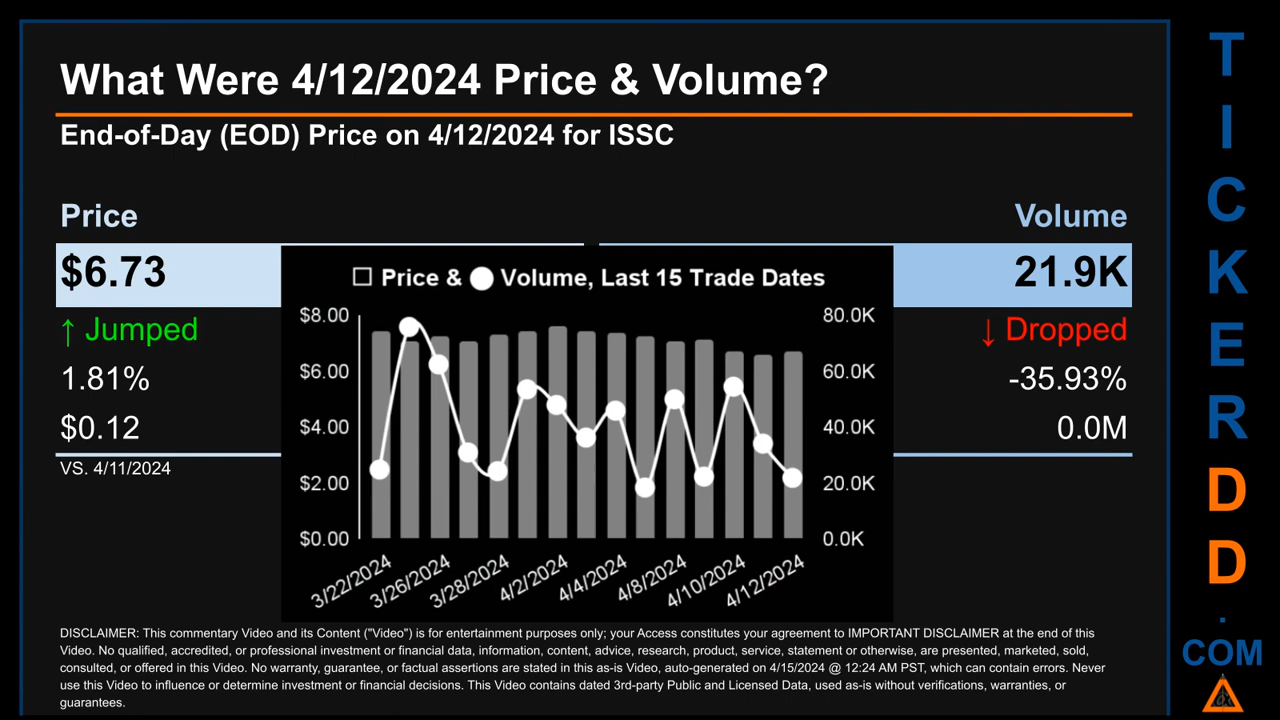 What Were 4/12/2024 Price & Volume?
End-of-Day (EOD) Price on 4/12/2024 for ISSC
Price
Volume
$6.73
21.9K
↑ Jumped
↓ Dropped
1.81%
-35.93%
$0.12
0.0M
VS. 4/11/2024
Price & Volume, Last 15 Trade Dates
$8.00
$6.00
$4.00
$2.00
$0.00
80.0K
60.0K
40.0K
20.0K
0.0K
3/22/2024
3/26/2024
3/28/2024
4/2/2024
4/4/2024
4/8/2024
4/10/2024
4/12/2024
DISCLAIMER: This commentary Video and its Content ("Video") is for entertainment purposes only; your Access constitutes your agreement to IMPORTANT DISCLAIMER at the end of this
Video. No qualified, accredited, or professional investment or financial data, information, content, advice, research, product, service, statement or otherwise, are presented, marketed, sold,
consulted, or offered in this Video. No warranty, guarantee, or factual assertions are stated in this as-is Video, auto-generated on 4/15/2024 @ 12:24 AM PST, which can contain errors. Never
use this Video to influence or determine investment or financial decisions. This Video contains dated 3rd-party Public and Licensed Data, used as-is without verifications, warranties, or
guarantees.
T
I
C
K
E
R
D
D
.
COM